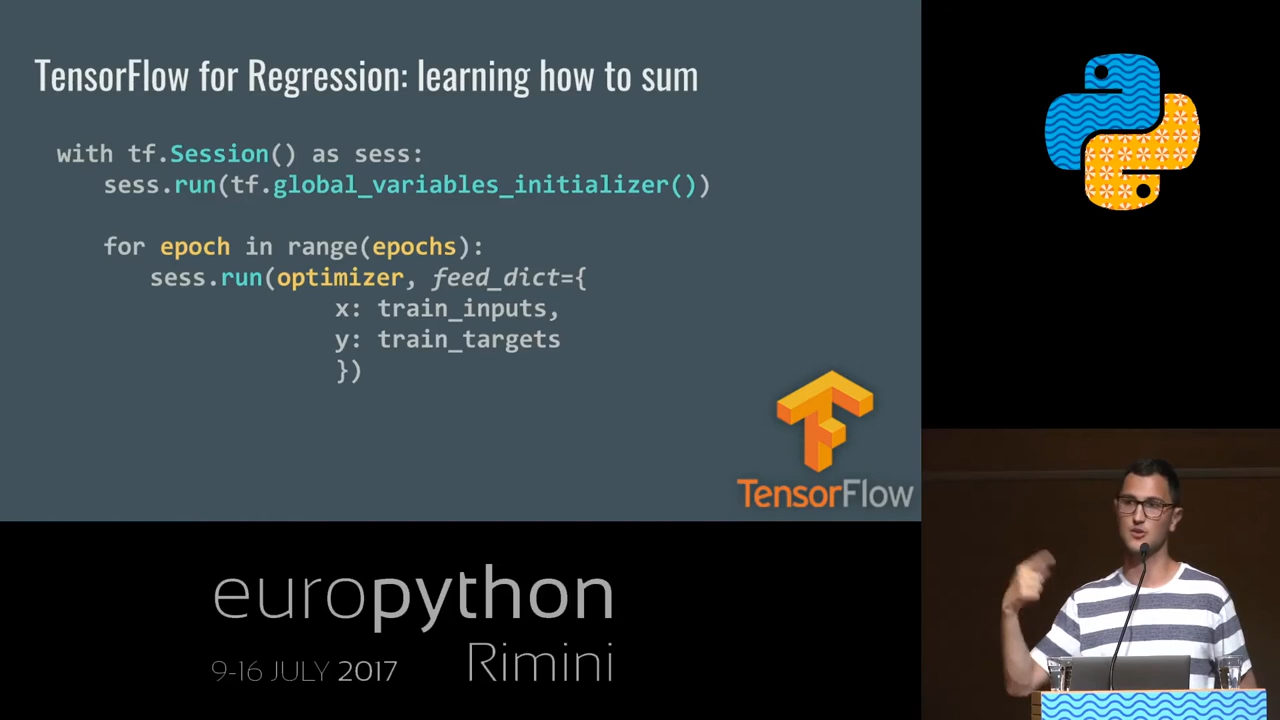 TensorFlow for Regression: learning how to sum
with tf.Session() as sess:
sess.run(tf.global_variables_initializer())
for epoch in range(epochs):
sess.run(optimizer, feed_dict={
x: train_inputs,
y: train_targets
})
TensorFlow
europython
9-16 JULY 2017 Rimini